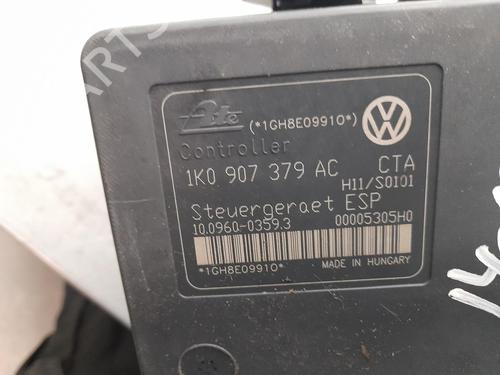 Ate (*1GH8E09910*)
Controller
1K0 907 379 AC CTA
H11/S0101
Steuergeraet ESP
10.0960-0359.3 00005305H0
*1GH8E09910*
MADE IN HUNGARY